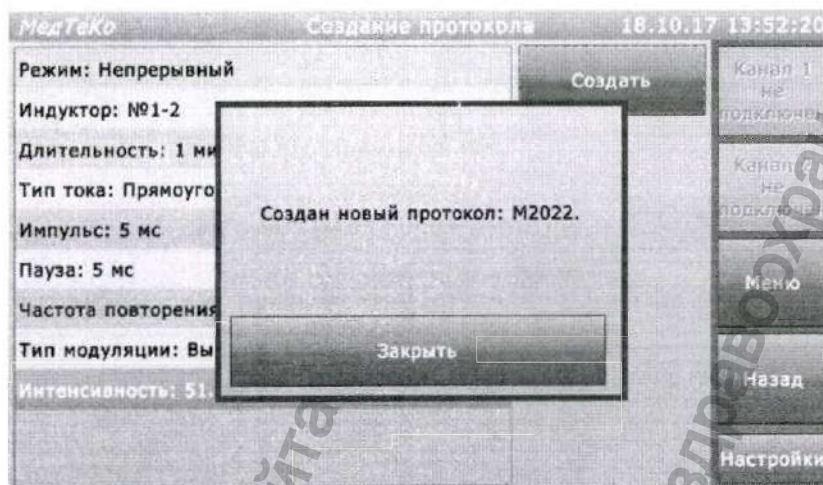 МедТеКо Создание протокола 18.10.17 13:52:20
Режим: Непрерывный
Индуктор: №1-2
Длительность: 1 ми
Тип тока: Прямоуго
Импульс: 5 мс
Пауза: 5 мс
Частота повторения
Тип модуляции: Вы
Интенсивность: 51.
Создать
Создан новый протокол: М2022.
Закрыть
Канал 1
не
подключен
Канал 2
не
подключен
Меню
Назад
Настройки